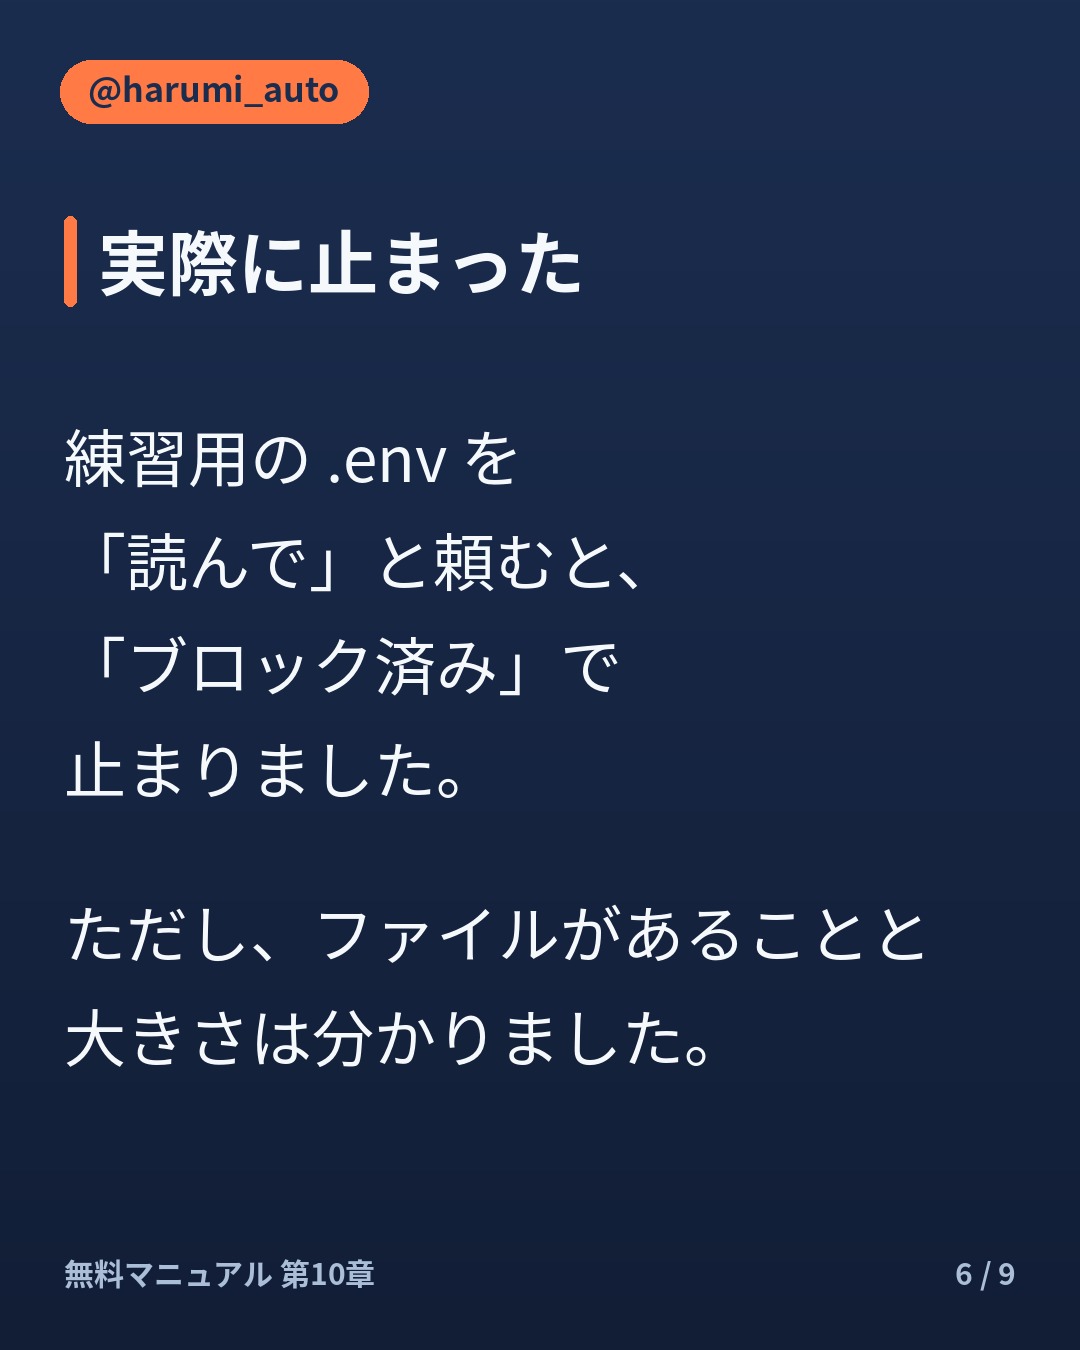 @harumi_auto
実際に止まった
練習用の .env を
「読んで」と頼むと、
「ブロック済み」で
止まりました。
ただし、ファイルがあることと
大きさは分かりました。
無料マニュアル 第10章
6 / 9